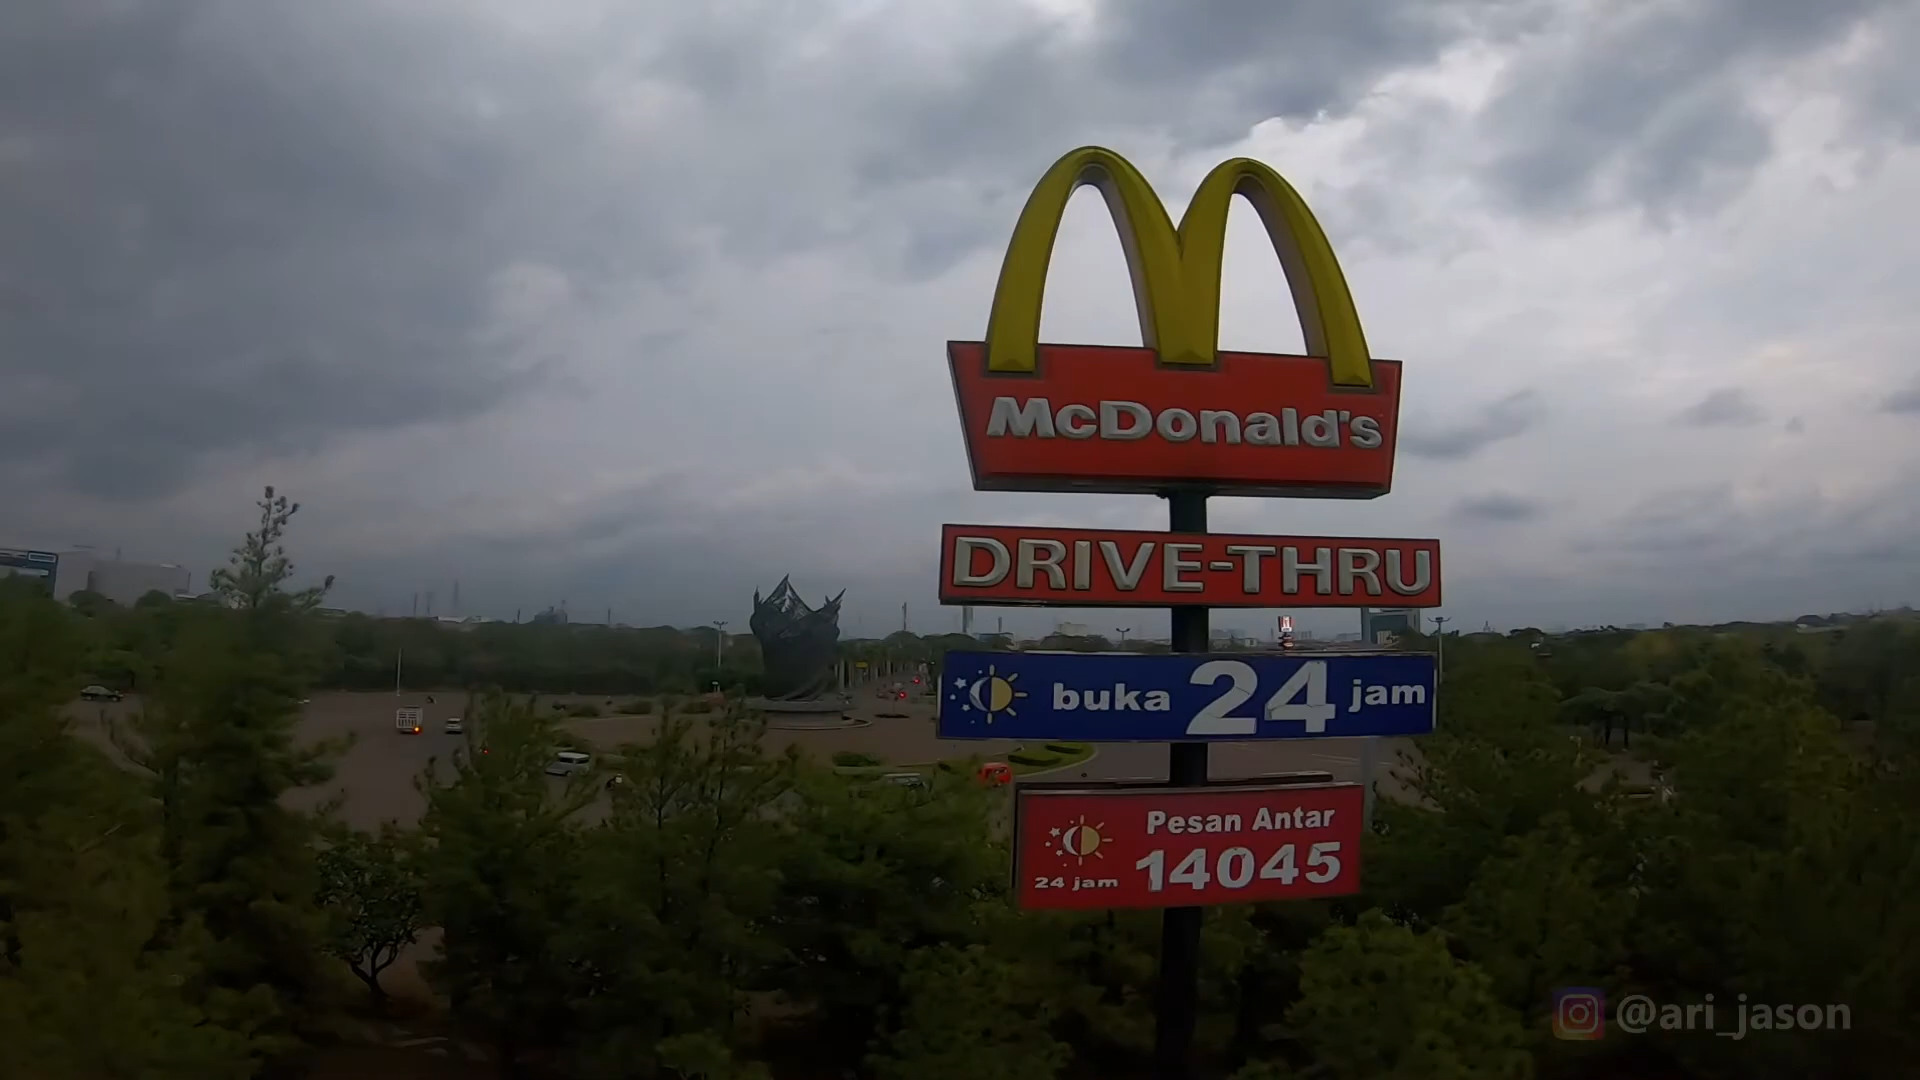 McDonald's
DRIVE-THRU
buka 24 jam
Pesan Antar
14045
24 jam
@ari_jason